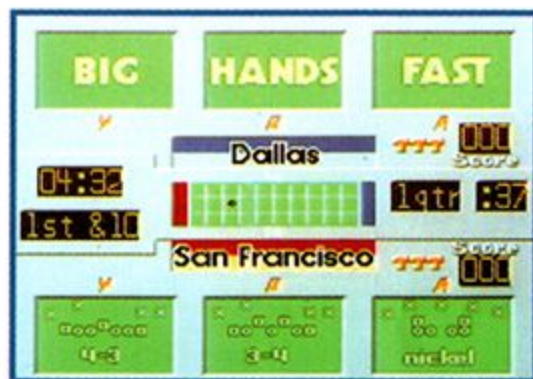 BIG HANDS FAST
Y B A
Dallas
000
Score
04:32
1st &10
1qtr :37
San Francisco
Score
000
Y B A
4-3 3-4 nickel